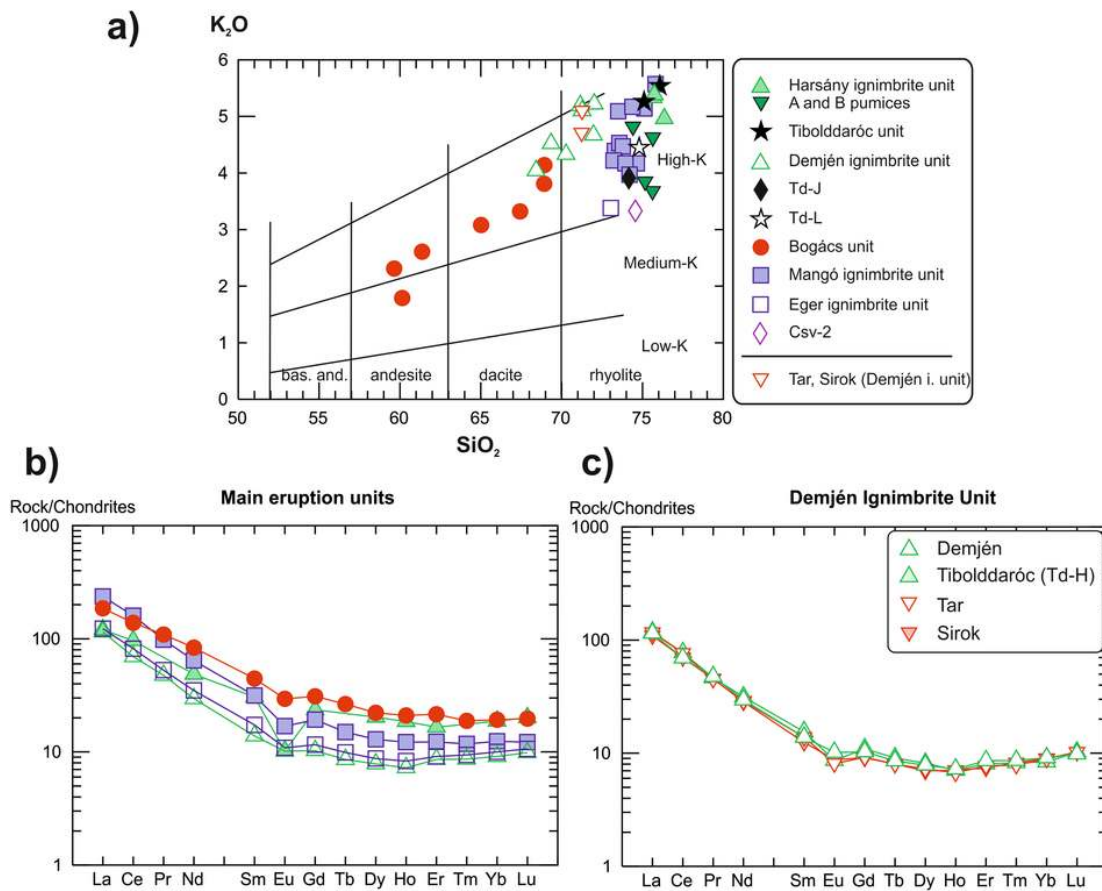 a)
K₂O
6
5
4
3
2
1
0
High-K
Medium-K
Low-K
bas. and. andesite dacite rhyolite
50 55 60 65 70 75 80
SiO₂
Harsány ignimbrite unit
A and B pumices
Tibolddaróc unit
Demjén ignimbrite unit
Td-J
Td-L
Bogács unit
Mangó ignimbrite unit
Eger ignimbrite unit
Csv-2
Tar, Sirok (Demjén i. unit)
b)
Main eruption units
Rock/Chondrites
1000
100
10
1
La Ce Pr Nd Sm Eu Gd Tb Dy Ho Er Tm Yb Lu
c)
Demjén Ignimbrite Unit
Rock/Chondrites
1000
100
10
1
Demjén
Tibolddaróc (Td-H)
Tar
Sirok
La Ce Pr Nd Sm Eu Gd Tb Dy Ho Er Tm Yb Lu